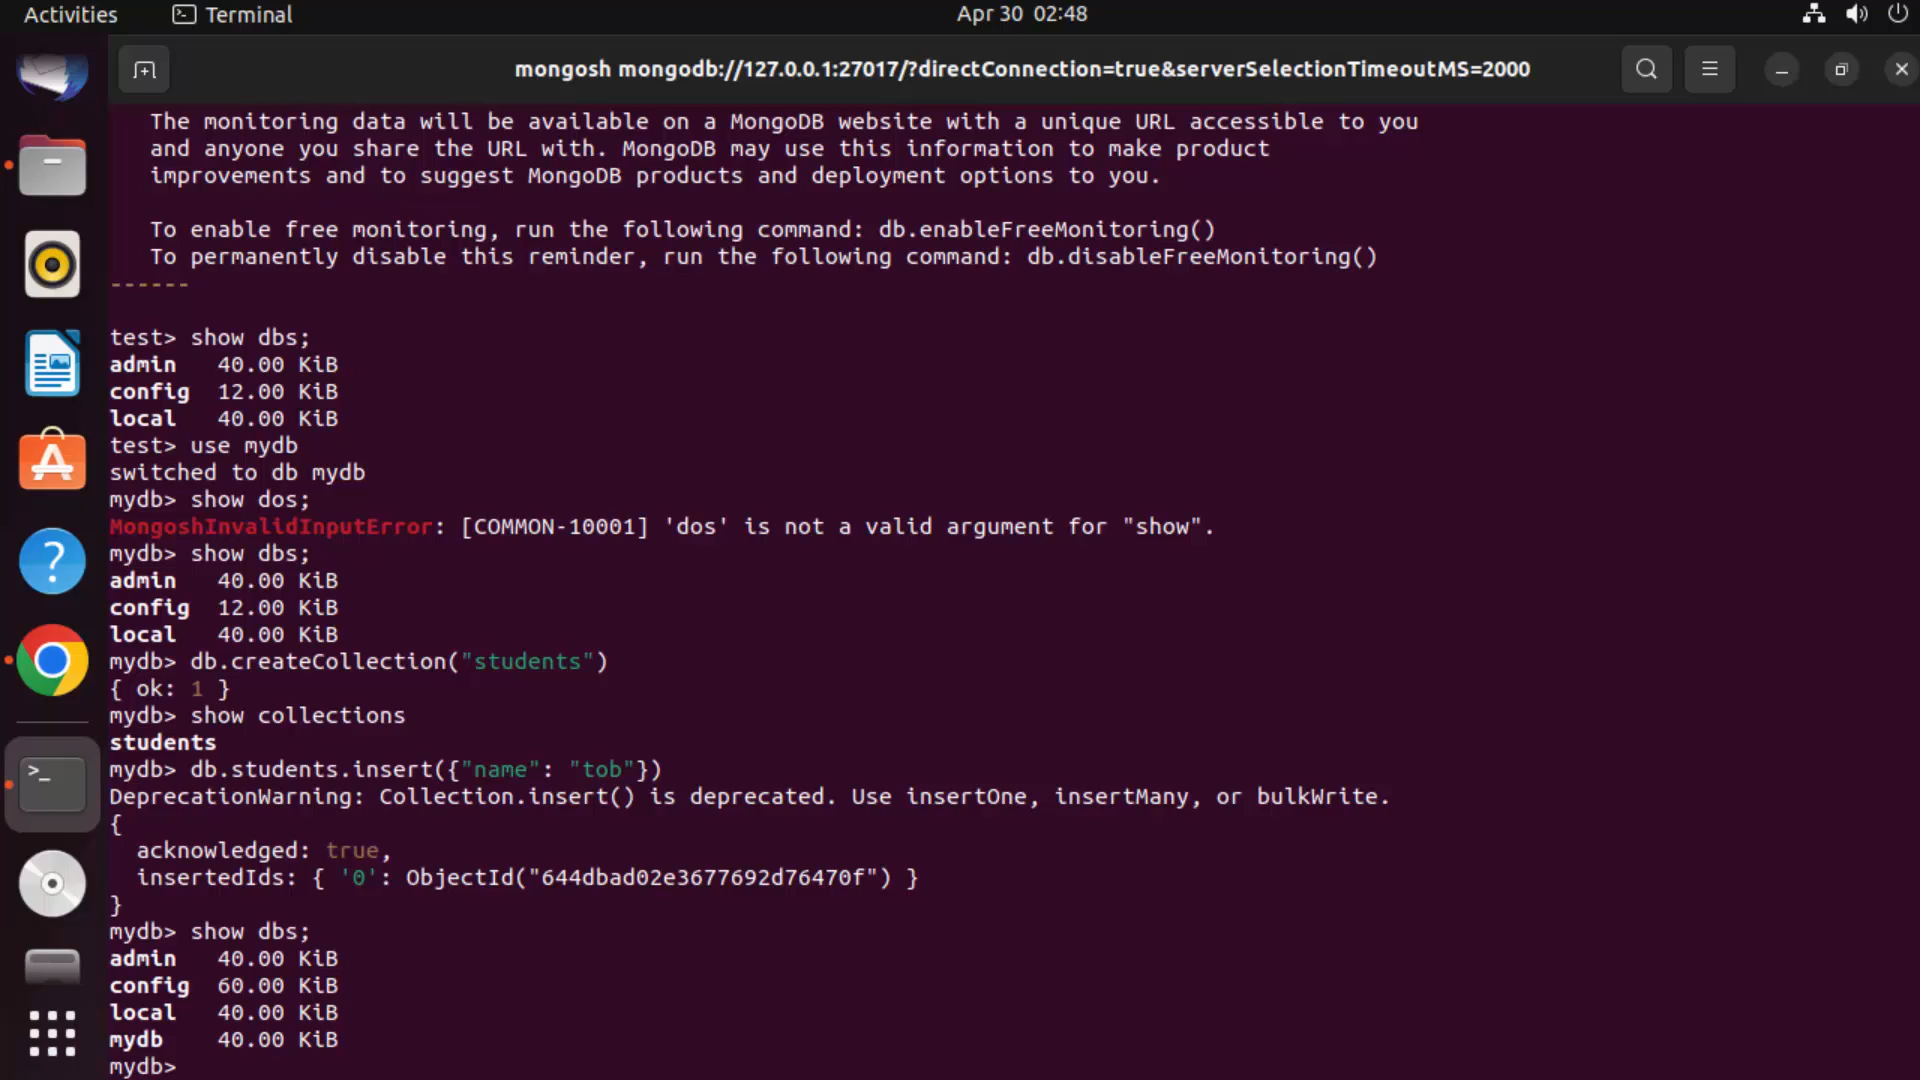 Activities Terminal Apr 30 02:48
mongosh mongodb://127.0.0.1:27017/?directConnection=true&serverSelectionTimeoutMS=2000
The monitoring data will be available on a MongoDB website with a unique URL accessible to you
and anyone you share the URL with. MongoDB may use this information to make product
improvements and to suggest MongoDB products and deployment options to you.
To enable free monitoring, run the following command: db.enableFreeMonitoring()
To permanently disable this reminder, run the following command: db.disableFreeMonitoring()
------
test> show dbs;
admin   40.00 KiB
config  12.00 KiB
local   40.00 KiB
test> use mydb
switched to db mydb
mydb> show dos;
MongoshInvalidInputError: [COMMON-10001] 'dos' is not a valid argument for "show".
mydb> show dbs;
admin   40.00 KiB
config  12.00 KiB
local   40.00 KiB
mydb> db.createCollection("students")
{ ok: 1 }
mydb> show collections
students
mydb> db.students.insert({"name": "tob"})
DeprecationWarning: Collection.insert() is deprecated. Use insertOne, insertMany, or bulkWrite.
{
  acknowledged: true,
  insertedIds: { '0': ObjectId("644dbad02e3677692d76470f") }
}
mydb> show dbs;
admin   40.00 KiB
config  60.00 KiB
local   40.00 KiB
mydb    40.00 KiB
mydb>